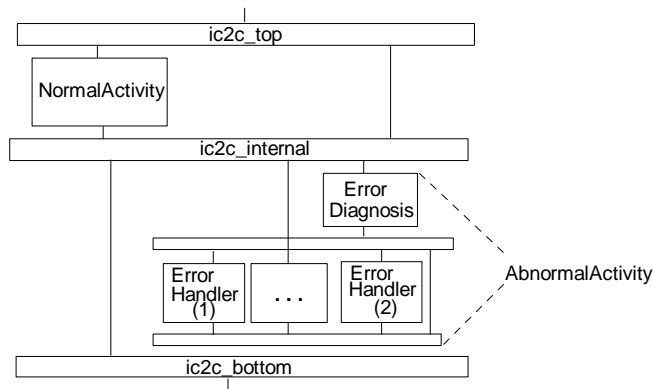 ic2c_top
NormalActivity
ic2c_internal
Error
Diagnosis
AbnormalActivity
Error
Handler
(1)
...
Error
Handler
(2)
ic2c_bottom